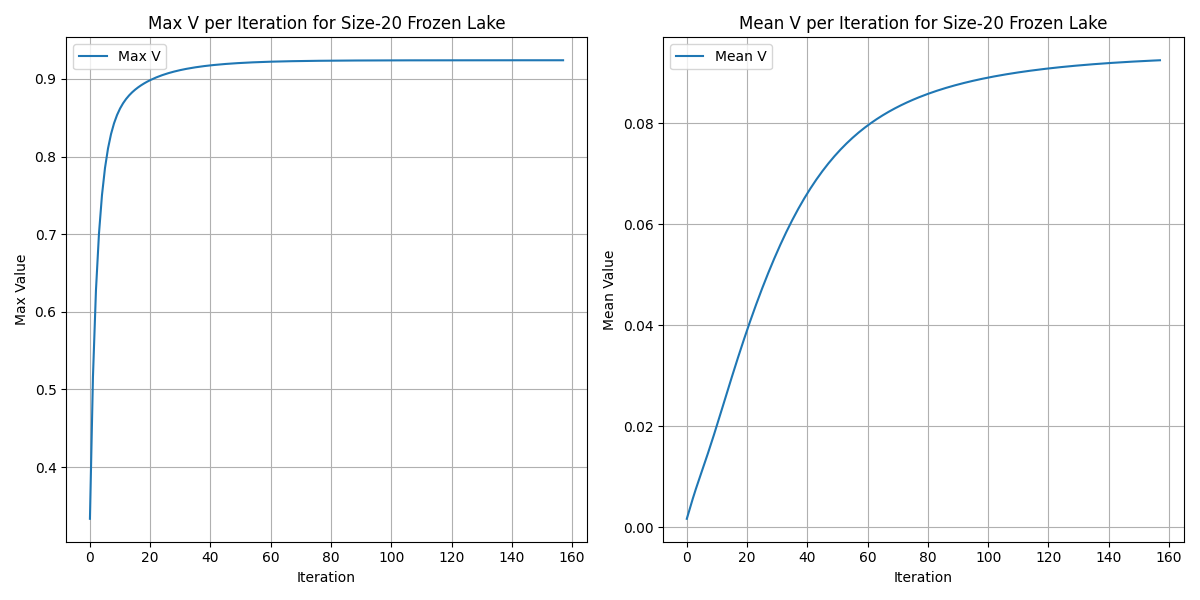 Max V per Iteration for Size-20 Frozen Lake
Max V
0.9
0.8
0.7
0.6
0.5
0.4
Max Value
0 20 40 60 80 100 120 140 160
Iteration
Mean V per Iteration for Size-20 Frozen Lake
Mean V
0.08
0.06
0.04
0.02
0.00
Mean Value
0 20 40 60 80 100 120 140 160
Iteration